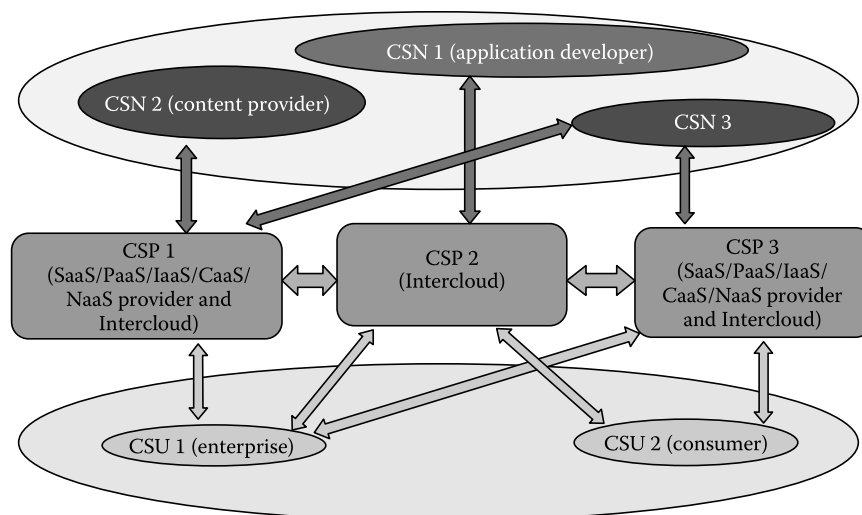 CSN 1 (application developer)
CSN 2 (content provider)
CSN 3
CSP 1
(SaaS/PaaS/IaaS/CaaS/
NaaS provider and
Intercloud)
CSP 2
(Intercloud)
CSP 3
(SaaS/PaaS/IaaS/
CaaS/NaaS provider
and Intercloud)
CSU 1 (enterprise)
CSU 2 (consumer)